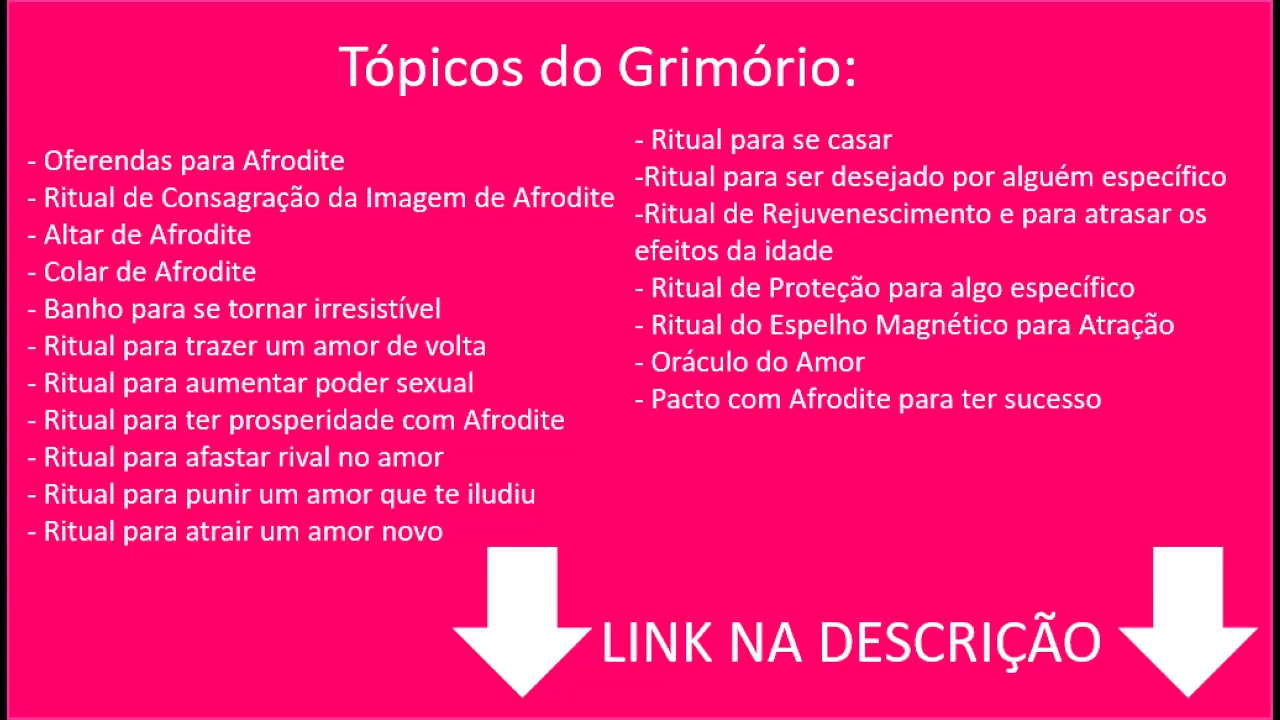 Tópicos do Grimório:
- Oferendas para Afrodite
- Ritual de Consagração da Imagem de Afrodite
- Altar de Afrodite
- Colar de Afrodite
- Banho para se tornar irresistível
- Ritual para trazer um amor de volta
- Ritual para aumentar poder sexual
- Ritual para ter prosperidade com Afrodite
- Ritual para afastar rival no amor
- Ritual para punir um amor que te iludiu
- Ritual para atrair um amor novo
- Ritual para se casar
-Ritual para ser desejado por alguém específico
-Ritual de Rejuvenescimento e para atrasar os
efeitos da idade
- Ritual de Proteção para algo específico
- Ritual do Espelho Magnético para Atração
- Oráculo do Amor
- Pacto com Afrodite para ter sucesso
LINK NA DESCRIÇÃO